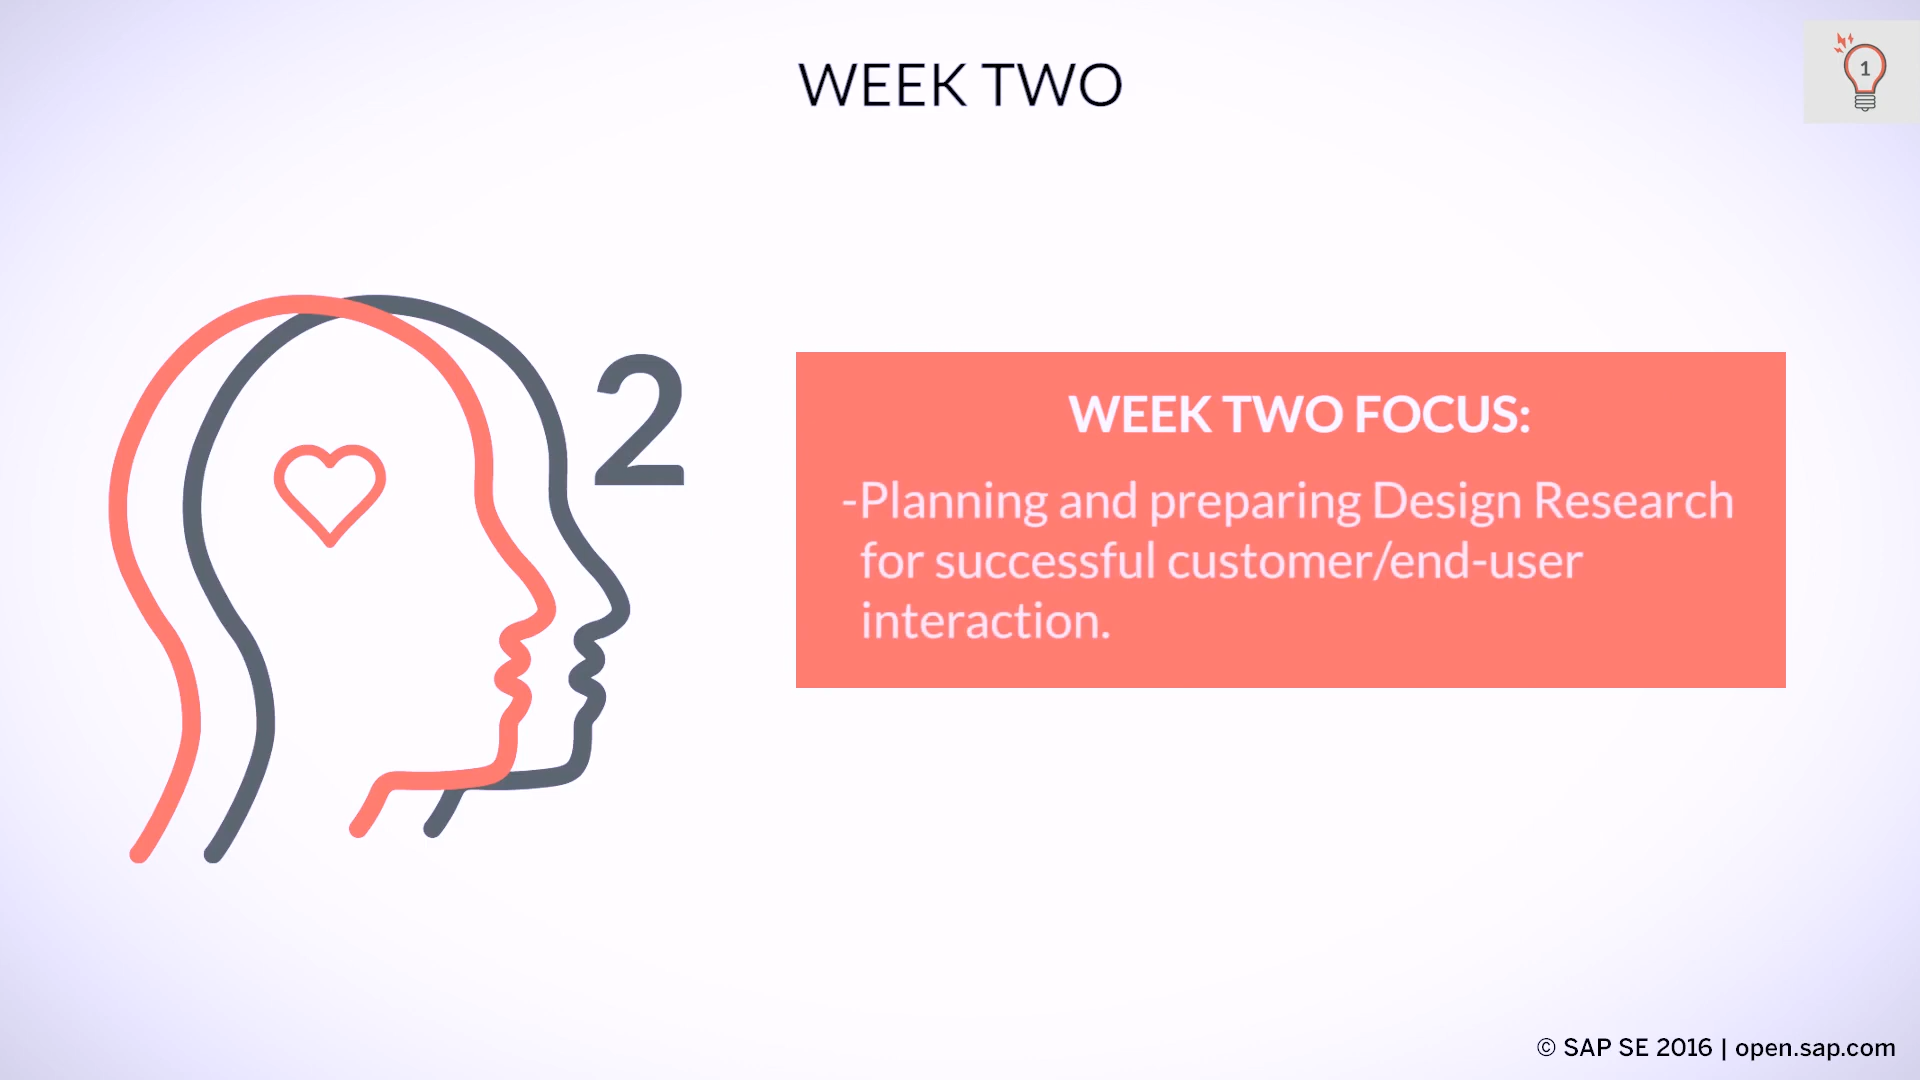 WEEK TWO
1
2
WEEK TWO FOCUS:
-Planning and preparing Design Research
for successful customer/end-user
interaction.
© SAP SE 2016 | open.sap.com